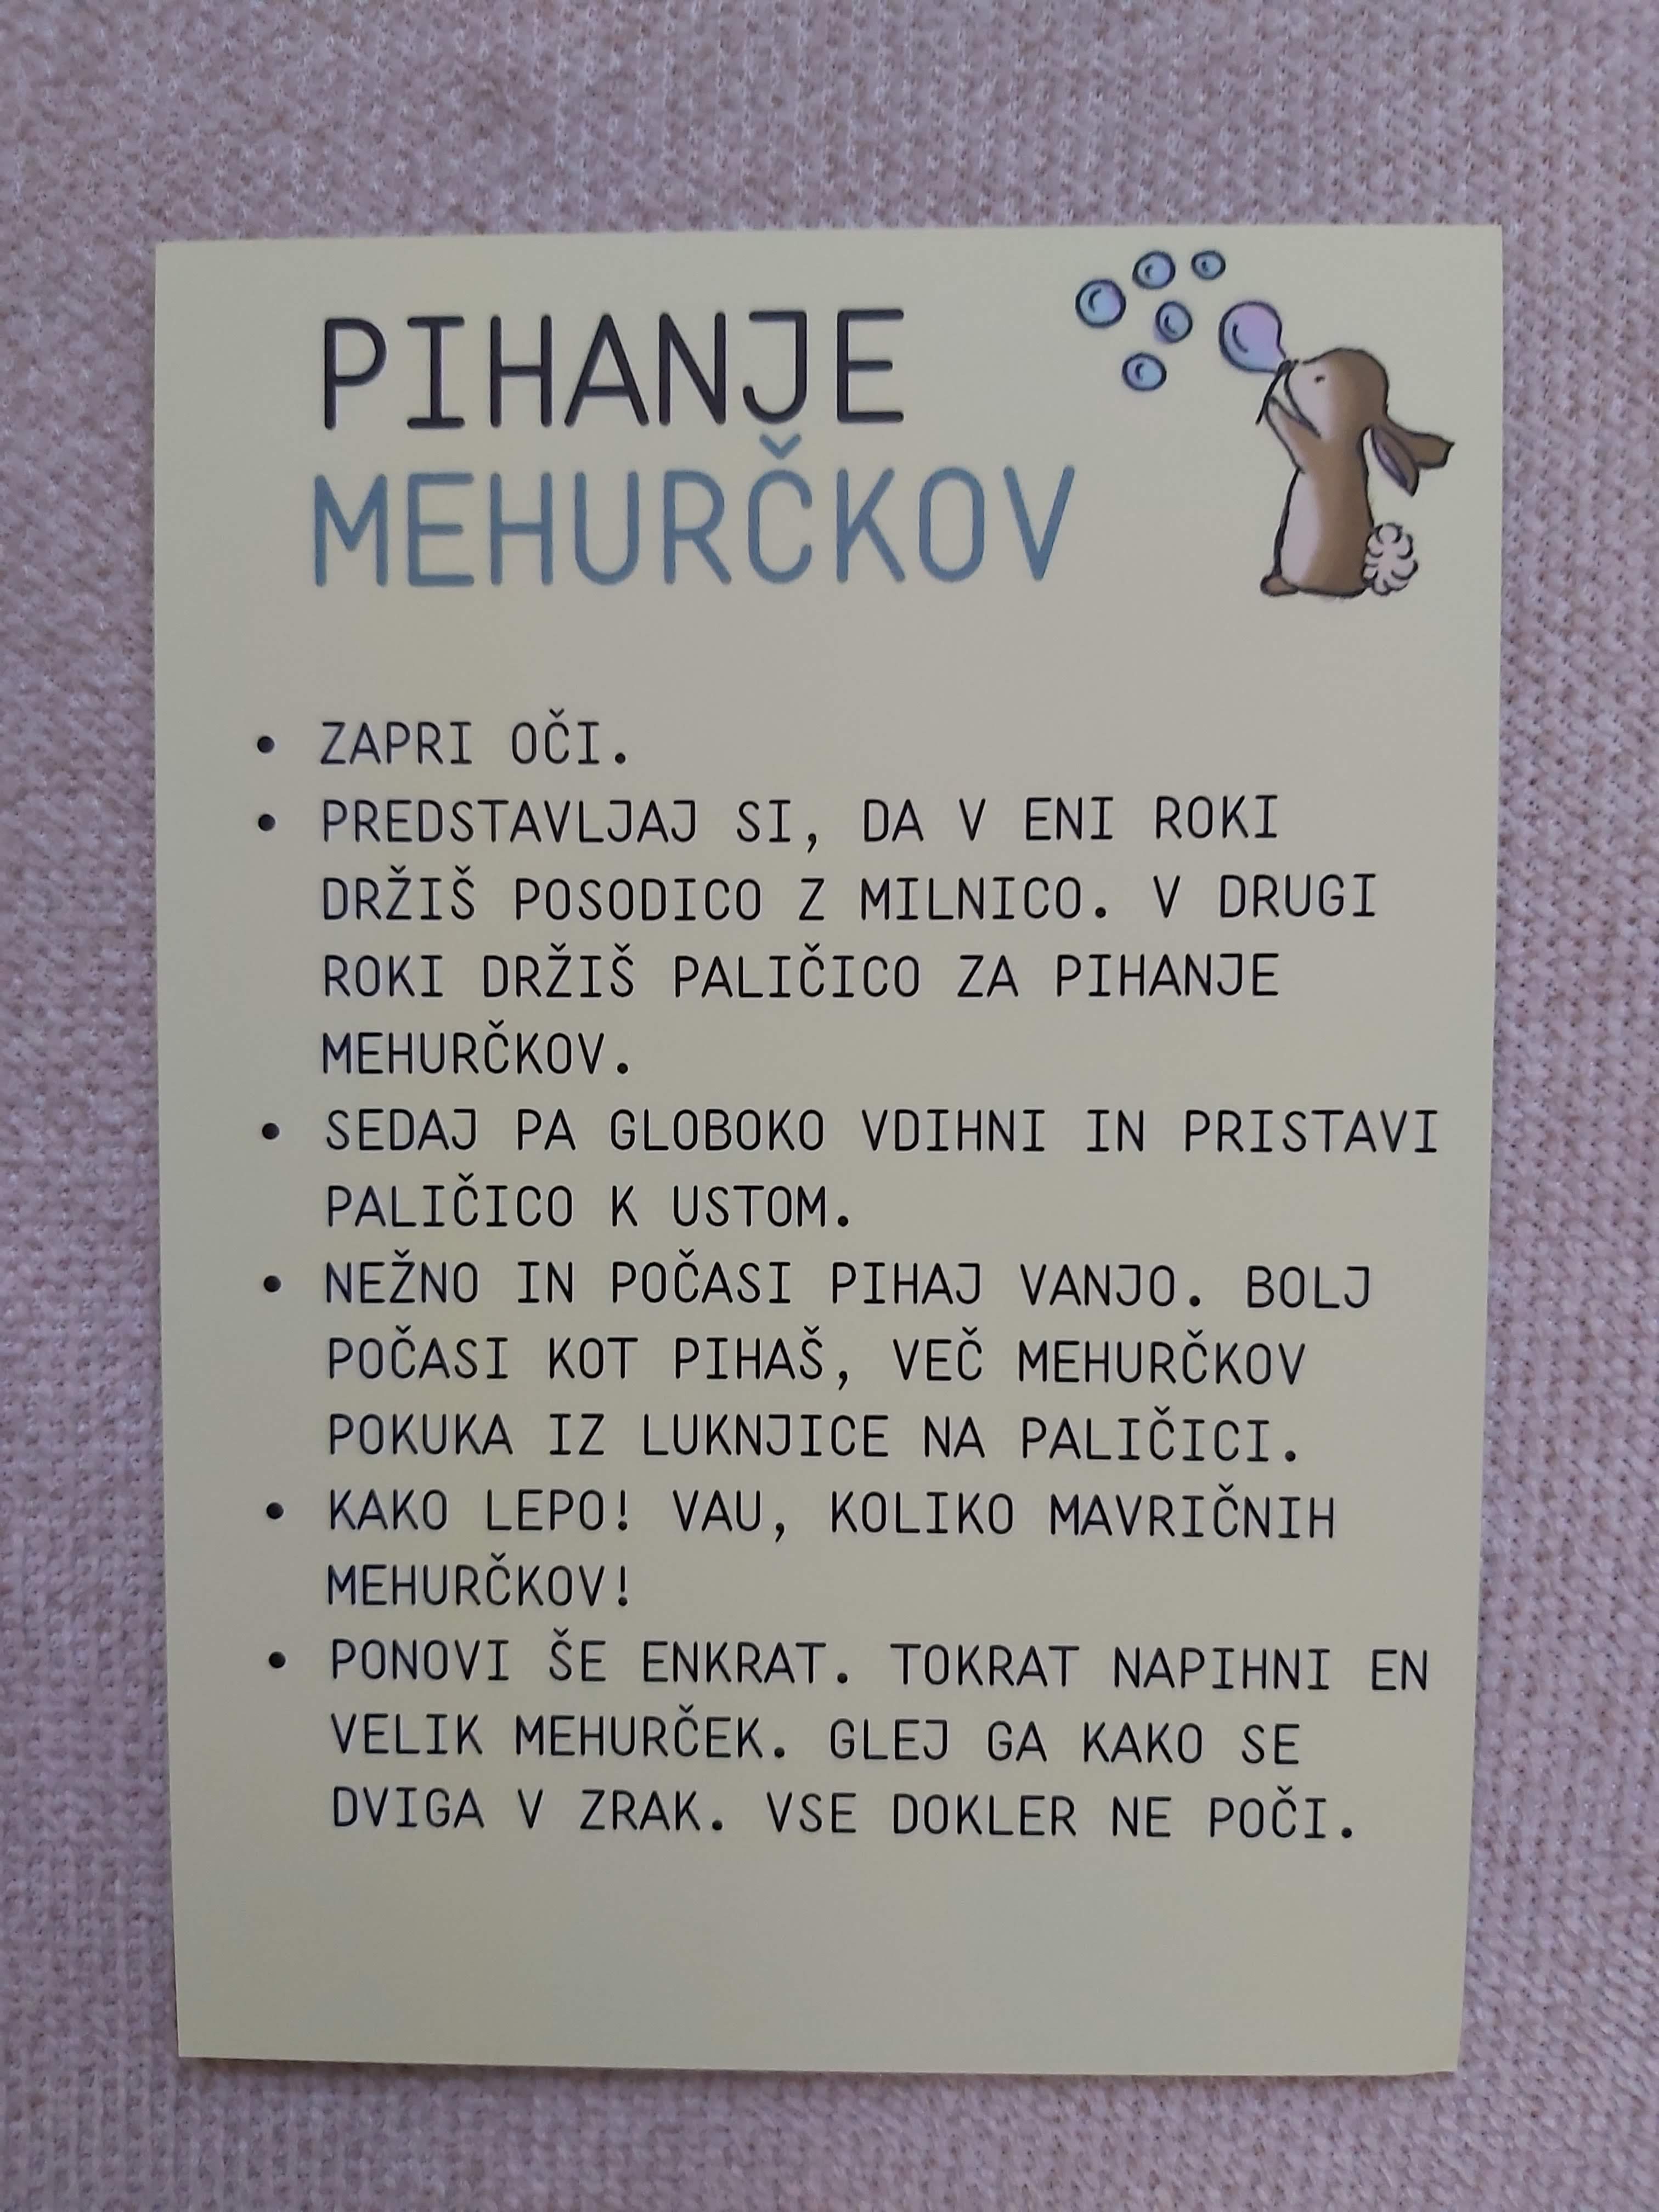 PIHANJE
MEHURČKOV
• ZAPRI OČI.
• PREDSTAVLJAJ SI, DA V ENI ROKI
DRŽIŠ POSODICO Z MILNICO. V DRUGI
ROKI DRŽIŠ PALIČICO ZA PIHANJE
MEHURČKOV.
• SEDAJ PA GLOBOKO VDIHNI IN PRISTAVI
PALIČICO K USTOM.
• NEŽNO IN POČASI PIHAJ VANJO. BOLJ
POČASI KOT PIHAŠ, VEČ MEHURČKOV
POKUKA IZ LUKNJICE NA PALIČICI.
• KAKO LEPO! VAU, KOLIKO MAVRIČNIH
MEHURČKOV!
• PONOVI ŠE ENKRAT. TOKRAT NAPIHNI EN
VELIK MEHURČEK. GLEJ GA KAKO SE
DVIGA V ZRAK. VSE DOKLER NE POČI.